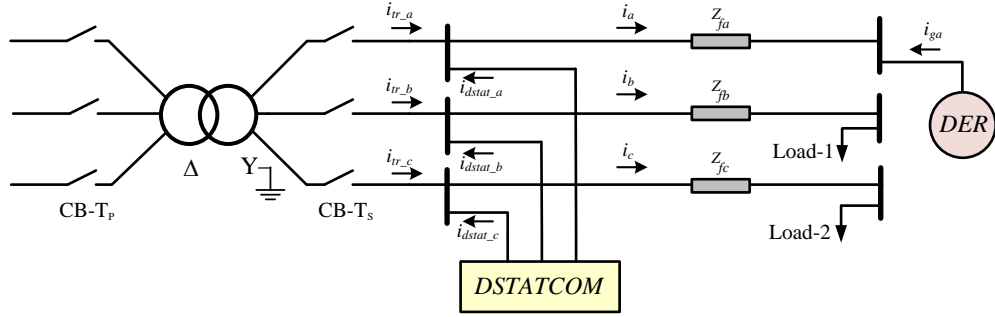 i_tr_a
i_a
Z_fa
i_ga
i_dstat_a
i_tr_b
i_b
Z_fb
DER
Load-1
i_dstat_b
Δ
Y
i_tr_c
i_c
Z_fc
CB-T_P
CB-T_S
i_dstat_c
Load-2
DSTATCOM